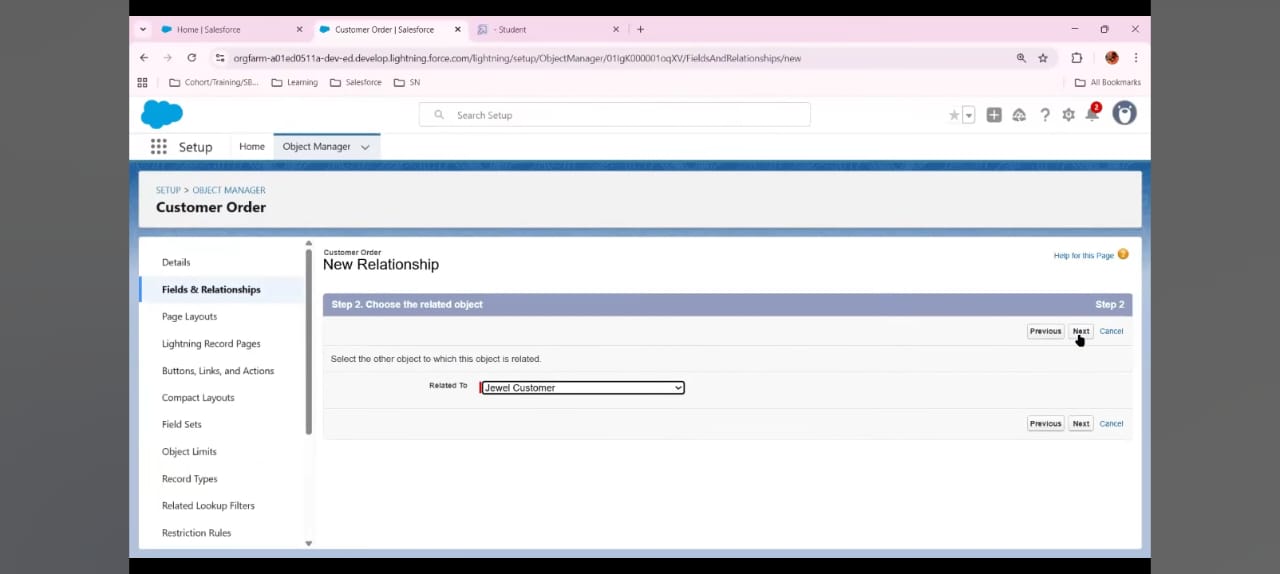 Home | Salesforce
Customer Order | Salesforce
- Student
orgfarm-a01ed0511a-dev-ed.develop.lightning.force.com/lightning/setup/ObjectManager/01IgK000001oqXV/FieldsAndRelationships/new
Cohort/Training/SB...
Learning
Salesforce
SN
All Bookmarks
Search Setup
2
Setup
Home
Object Manager
SETUP > OBJECT MANAGER
Customer Order
Details
Fields & Relationships
Page Layouts
Lightning Record Pages
Buttons, Links, and Actions
Compact Layouts
Field Sets
Object Limits
Record Types
Related Lookup Filters
Restriction Rules
Customer Order
New Relationship
Help for this Page
Step 2. Choose the related object
Step 2
Previous
Next
Cancel
Select the other object to which this object is related.
Related To
Jewel Customer
Previous
Next
Cancel